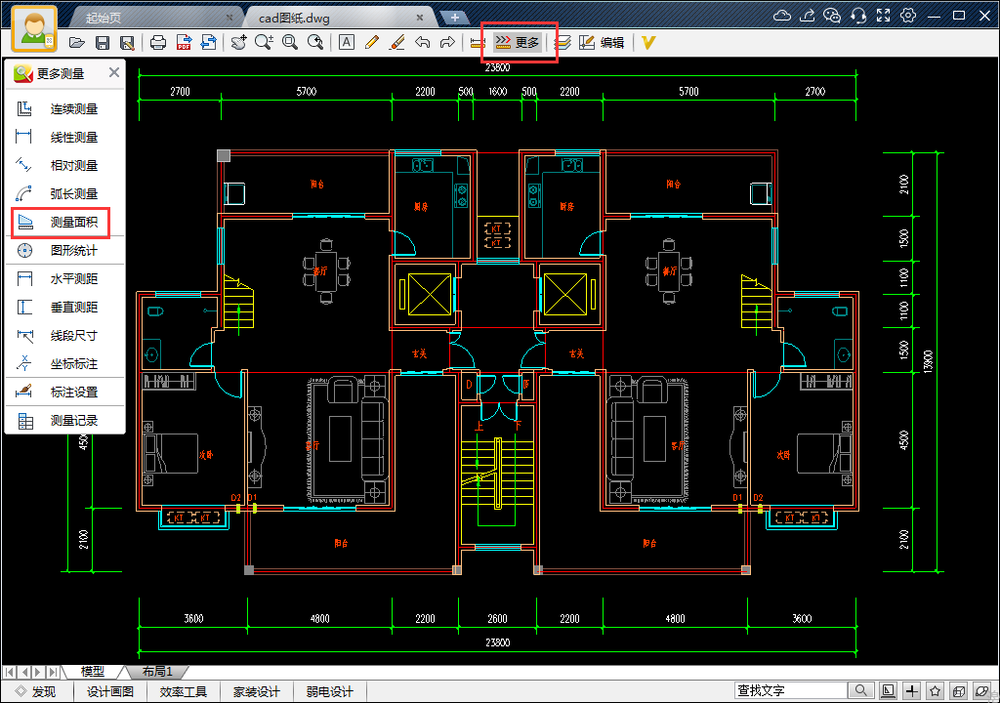 起始页
cad图纸.dwg
更多
编辑
更多测量
连续测量
线性测量
相对测量
弧长测量
测量面积
图形统计
水平测距
垂直测距
线段尺寸
坐标标注
标注设置
测量记录
23800
2700 5700 2200 500 1600 500 2200 5700 2700
阳台 阳台
厨房 厨房
KT
KT
餐厅 餐厅
2100
1500
1100
1100
1500
13900
4500
2100
玄关 玄关
D D
上 下
次卧 客厅 客厅 次卧
D2 D1 D1 D2
KT KT KT KT
4500
2100
阳台 阳台
3600 4800 2200 2600 2200 4800 3600
23800
模型 布局1
发现 设计画图 效率工具 家装设计 弱电设计
查找文字